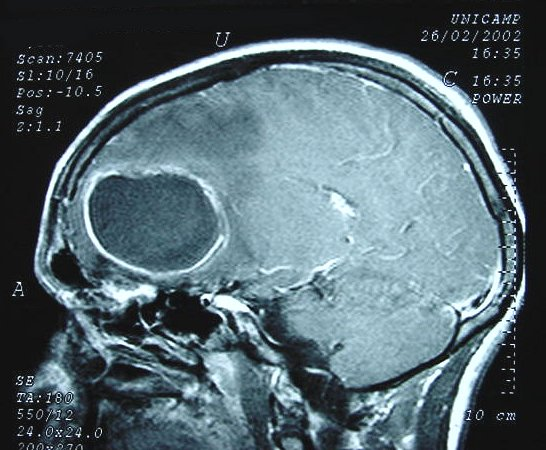 UNICAMP
26/02/2002
16:35
C 16:35
POWER
U
Scan:7405
Sl:10/16
Pos:-10.5
Sag
2:1.1
A
SE
TA:180
550/12
24.0x24.0
10 cm